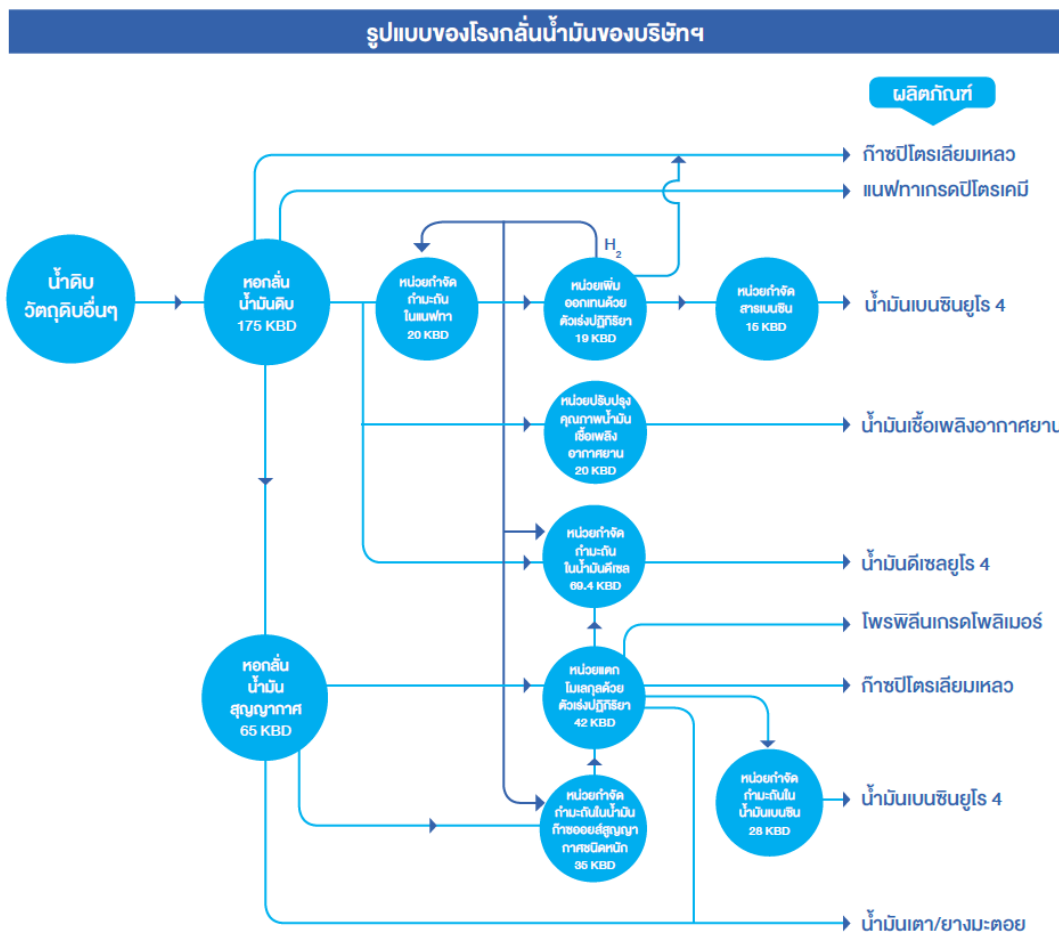 รูปแบบของโรงกลั่นน้ำมันของบริษัทฯ
ผลิตภัณฑ์
ก๊าซปิโตรเลียมเหลว
แนฟทาเกรดปิโตรเคมี
H2
น้ำดิบ
วัตถุดิบอื่นๆ
หอกลั่น
น้ำมันดิบ
175 KBD
หน่วยกำจัด
กำมะถัน
ในแนฟทา
20 KBD
หน่วยเพิ่ม
ออกเทนด้วย
ตัวเร่งปฏิกิริยา
19 KBD
หน่วยกำจัด
สารเบนซิน
15 KBD
น้ำมันเบนซินยูโร 4
หน่วยปรับปรุง
คุณภาพน้ำมัน
เชื้อเพลิง
อากาศยาน
20 KBD
น้ำมันเชื้อเพลิงอากาศยาน
หน่วยกำจัด
กำมะถัน
ในน้ำมันดีเซล
69.4 KBD
น้ำมันดีเซลยูโร 4
โพรพิลีนเกรดโพลิเมอร์
หอกลั่น
น้ำมัน
สุญญากาศ
65 KBD
หน่วยแตก
โมเลกุลด้วย
ตัวเร่งปฏิกิริยา
42 KBD
ก๊าซปิโตรเลียมเหลว
หน่วยกำจัด
กำมะถันในน้ำมัน
ก๊าซออยล์สูญญา
กาศชนิดหนัก
35 KBD
หน่วยกำจัด
กำมะถันใน
น้ำมันเบนซิน
28 KBD
น้ำมันเบนซินยูโร 4
น้ำมันเตา/ยางมะตอย